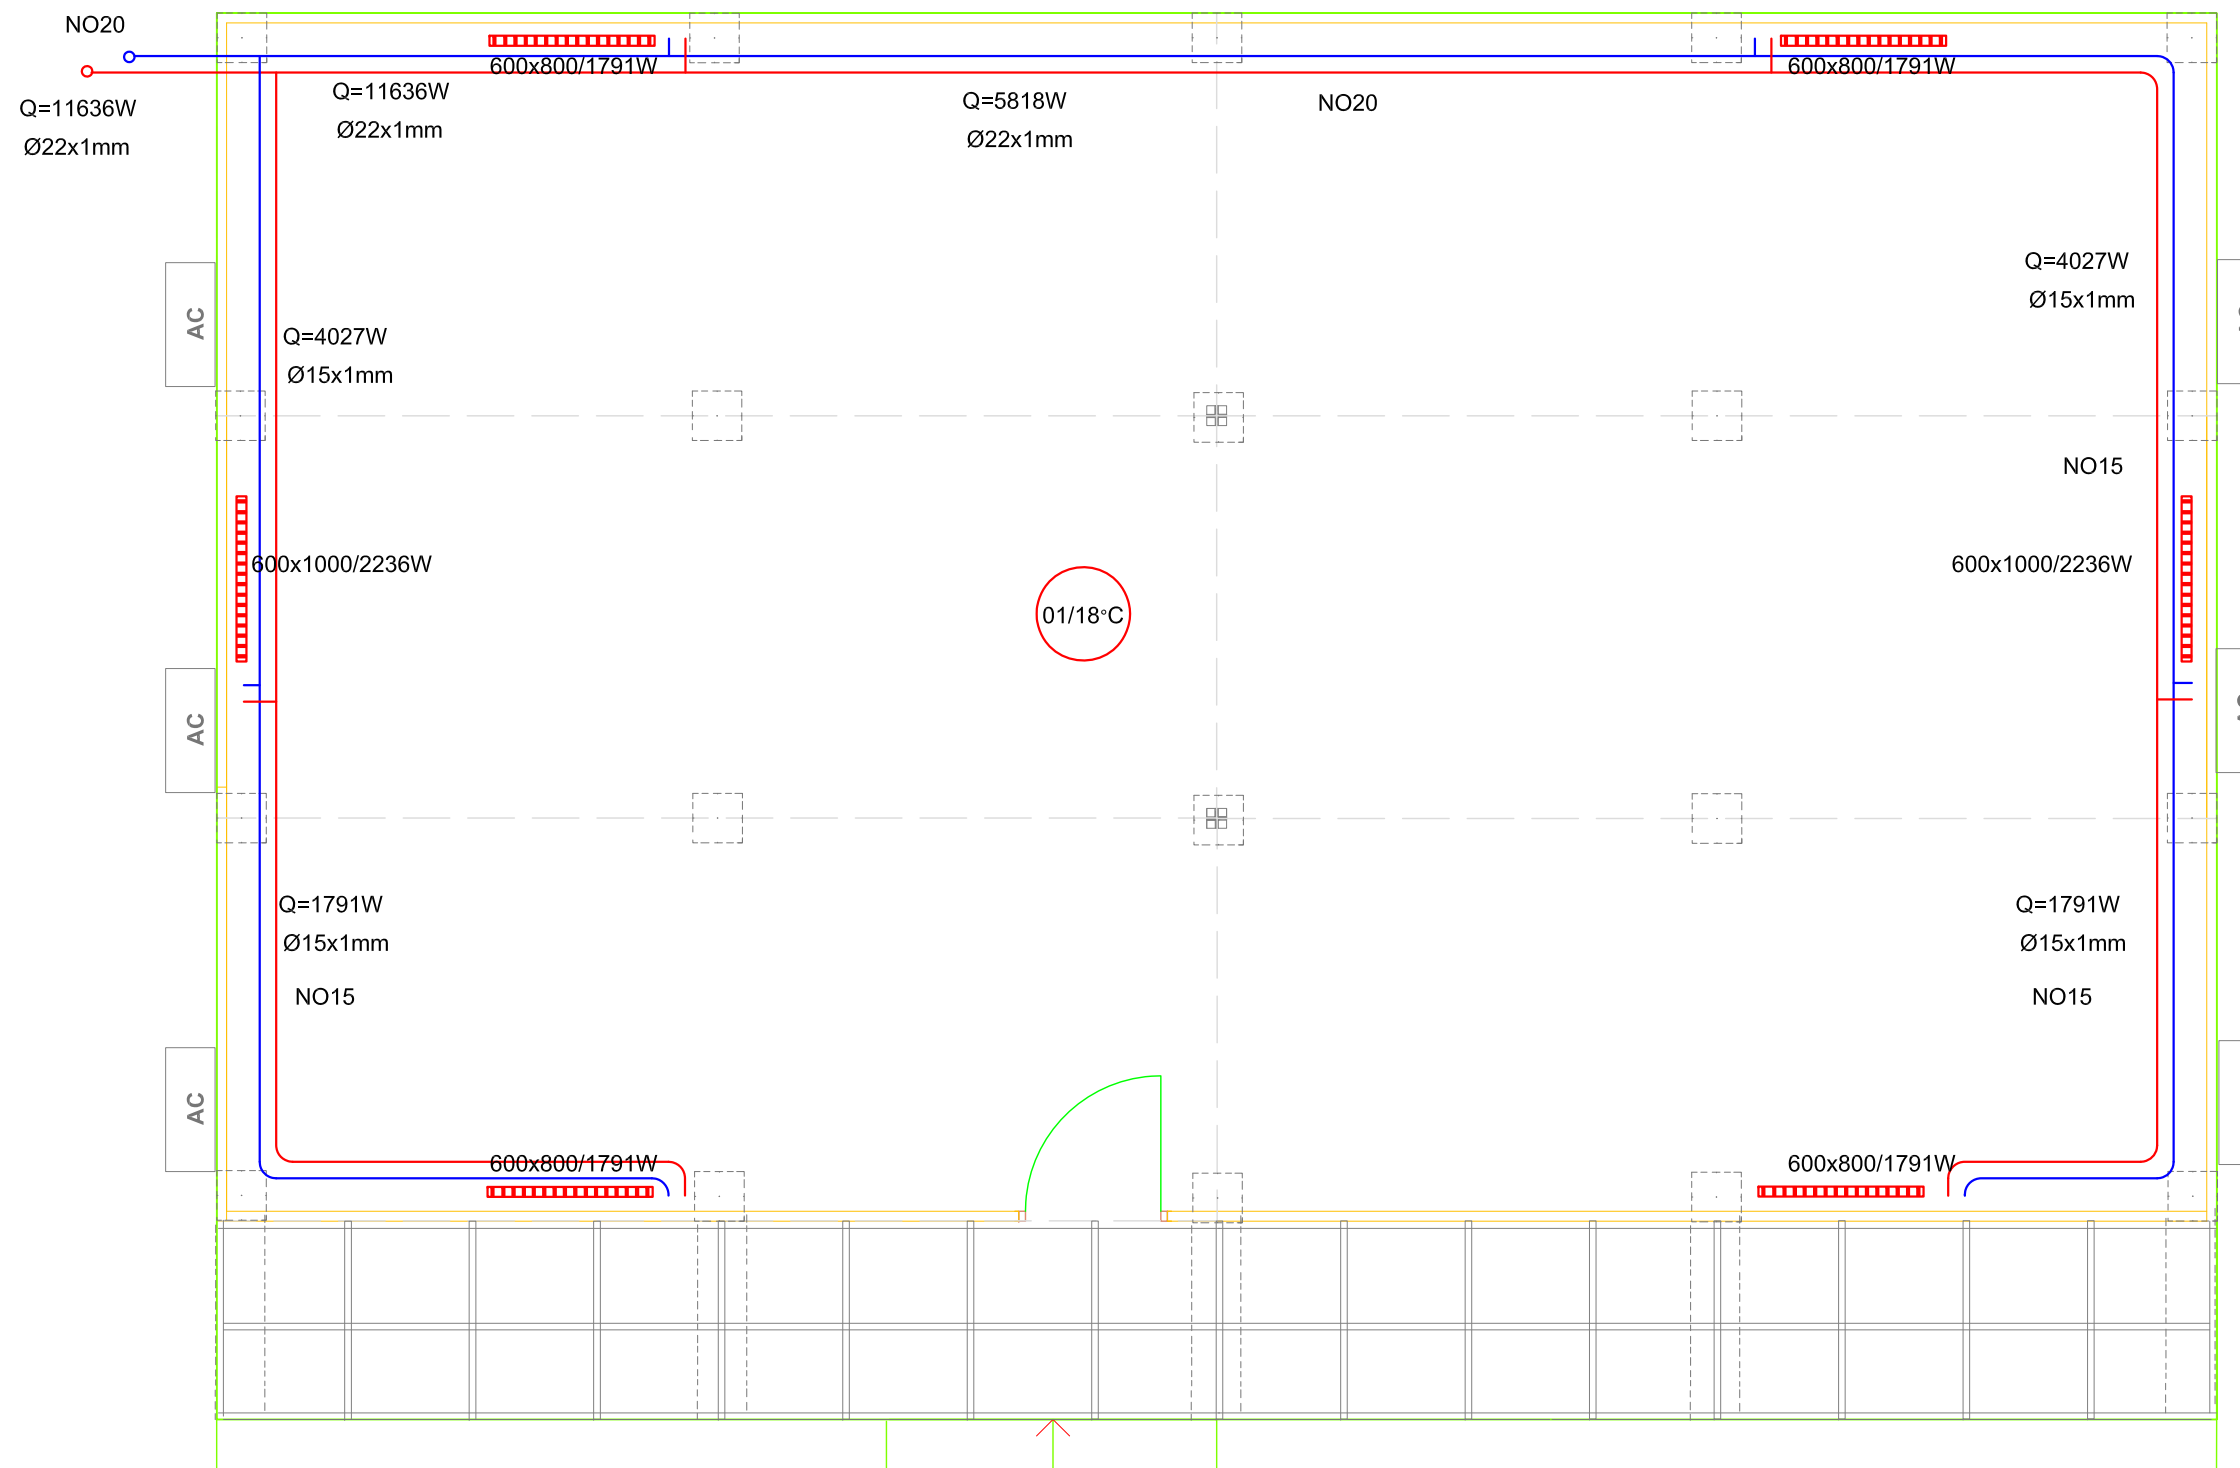 NO20
600x800/1791W
600x800/1791W
Q=11636W
Ø22x1mm
Q=11636W
Ø22x1mm
Q=5818W
Ø22x1mm
NO20
Q=4027W
Ø15x1mm
AC
Q=4027W
Ø15x1mm
NO15
600x1000/2236W
600x1000/2236W
01/18°C
AC
Q=1791W
Ø15x1mm
NO15
Q=1791W
Ø15x1mm
NO15
AC
600x800/1791W
600x800/1791W